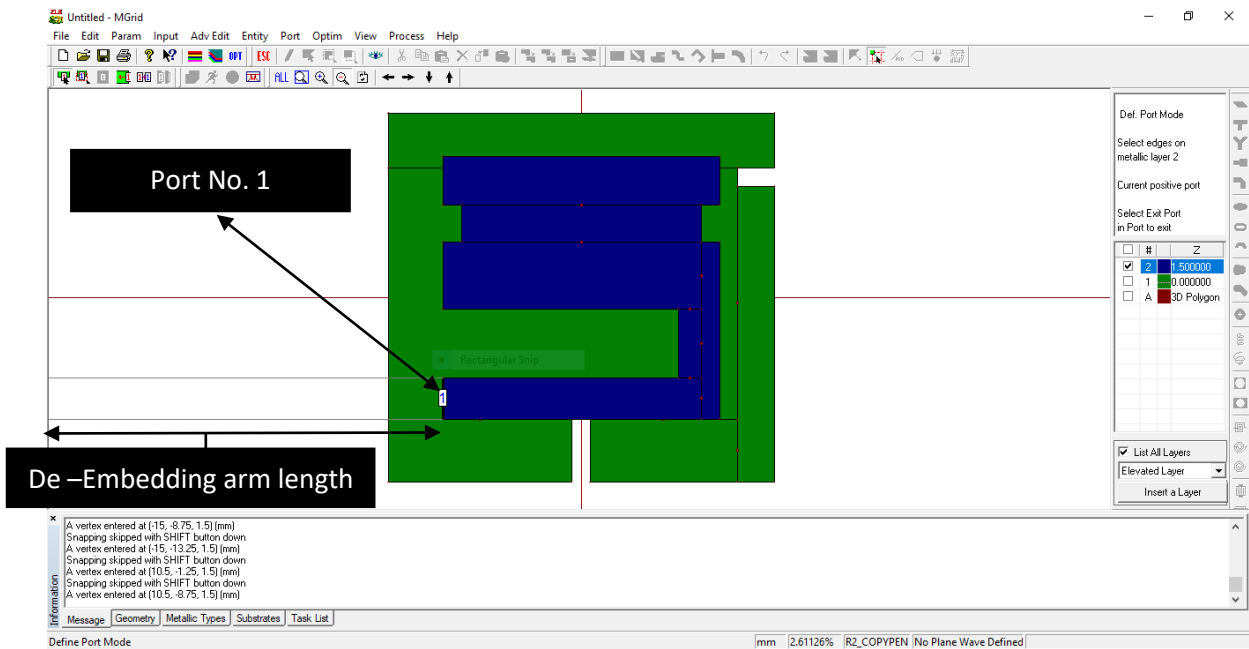 Untitled - MGrid
File Edit Param Input Adv Edit Entity Port Optim View Process Help
OPT ESC
ALL
Def. Port Mode
Select edges on
metallic layer 2
Current positive port
Select Exit Port
in Port to exit
# Z
2 1.500000
1 0.000000
A 3D Polygon
Port No. 1
Rectangular Snip
1
De –Embedding arm length
List All Layers
Elevated Layer
Insert a Layer
A vertex entered at (-15, -8.75, 1.5) (mm)
Snapping skipped with SHIFT button down
A vertex entered at (-15, -13.25, 1.5) (mm)
Snapping skipped with SHIFT button down
A vertex entered at (10.5, -1.25, 1.5) (mm)
Snapping skipped with SHIFT button down
A vertex entered at (10.5, -8.75, 1.5) (mm)
Information
Message Geometry Metallic Types Substrates Task List
Define Port Mode
mm 2.61126% R2_COPYPEN No Plane Wave Defined